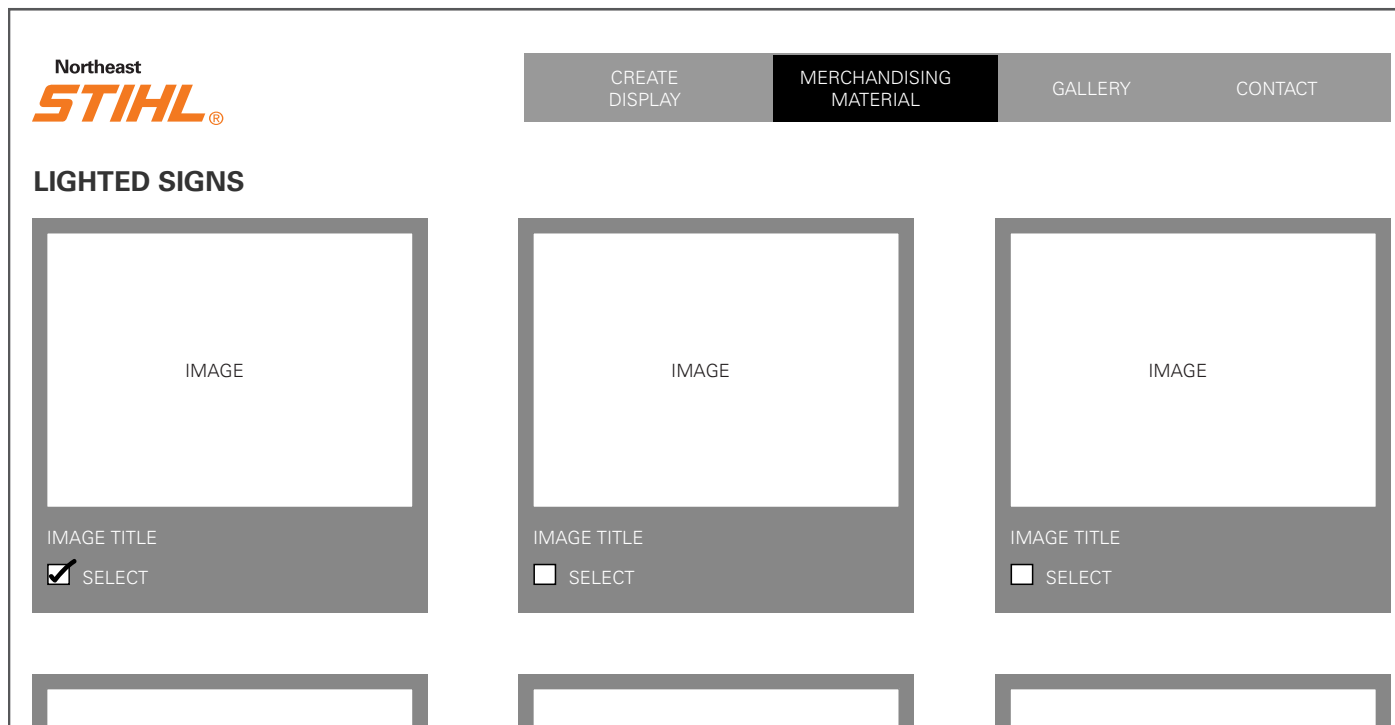 Northeast
STIHL®
CREATE
DISPLAY
MERCHANDISING
MATERIAL
GALLERY
CONTACT
LIGHTED SIGNS
IMAGE
IMAGE
IMAGE
IMAGE TITLE
IMAGE TITLE
IMAGE TITLE
SELECT
SELECT
SELECT